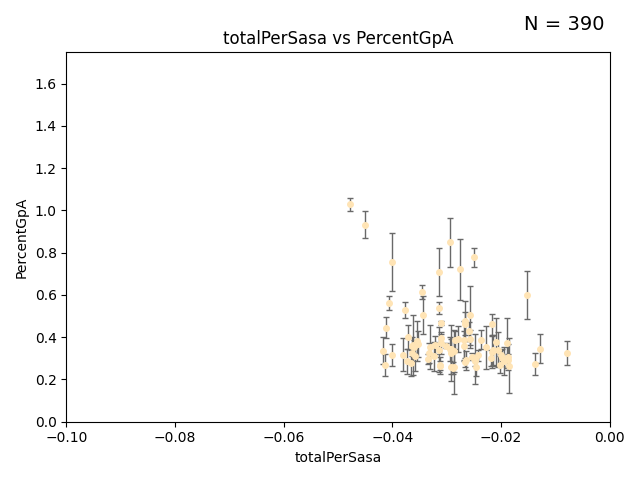 N = 390
totalPerSasa vs PercentGpA
1.6
1.4
1.2
1.0
0.8
0.6
0.4
0.2
0.0
PercentGpA
−0.10 −0.08 −0.06 −0.04 −0.02 0.00
totalPerSasa